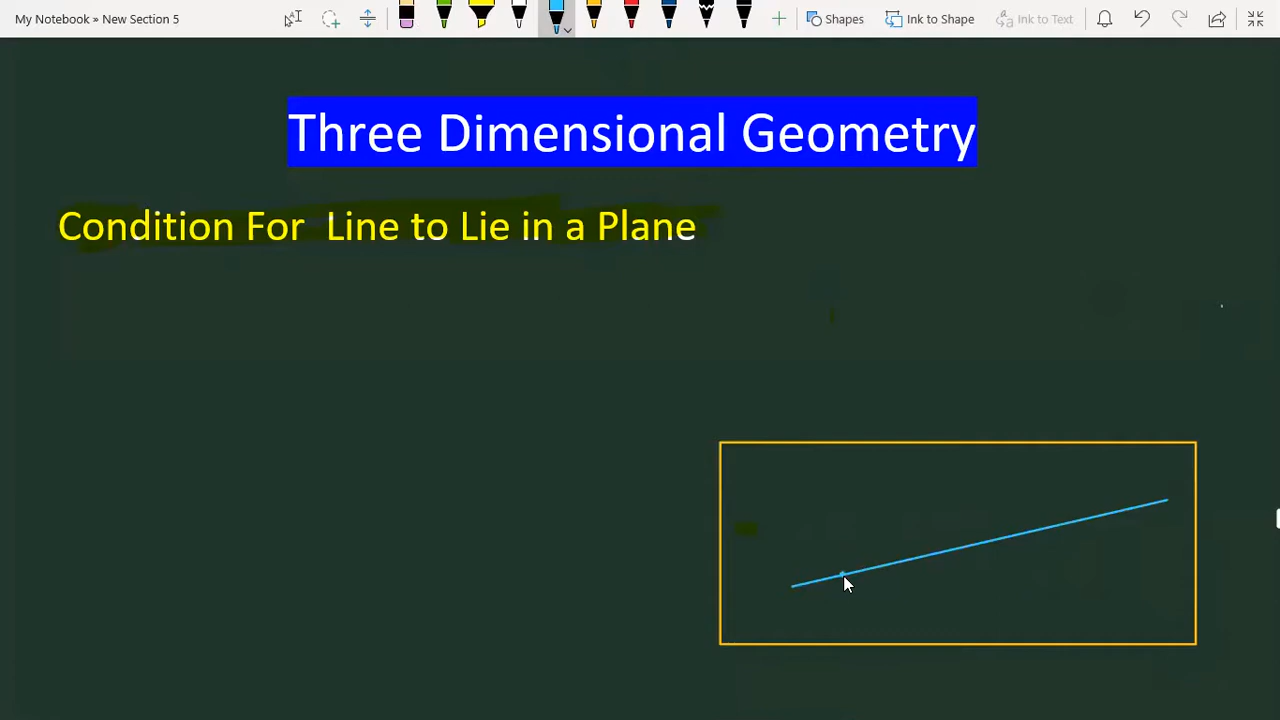 My Notebook » New Section 5
Shapes
Ink to Shape
Ink to Text
Three Dimensional Geometry
Condition For Line to Lie in a Plane